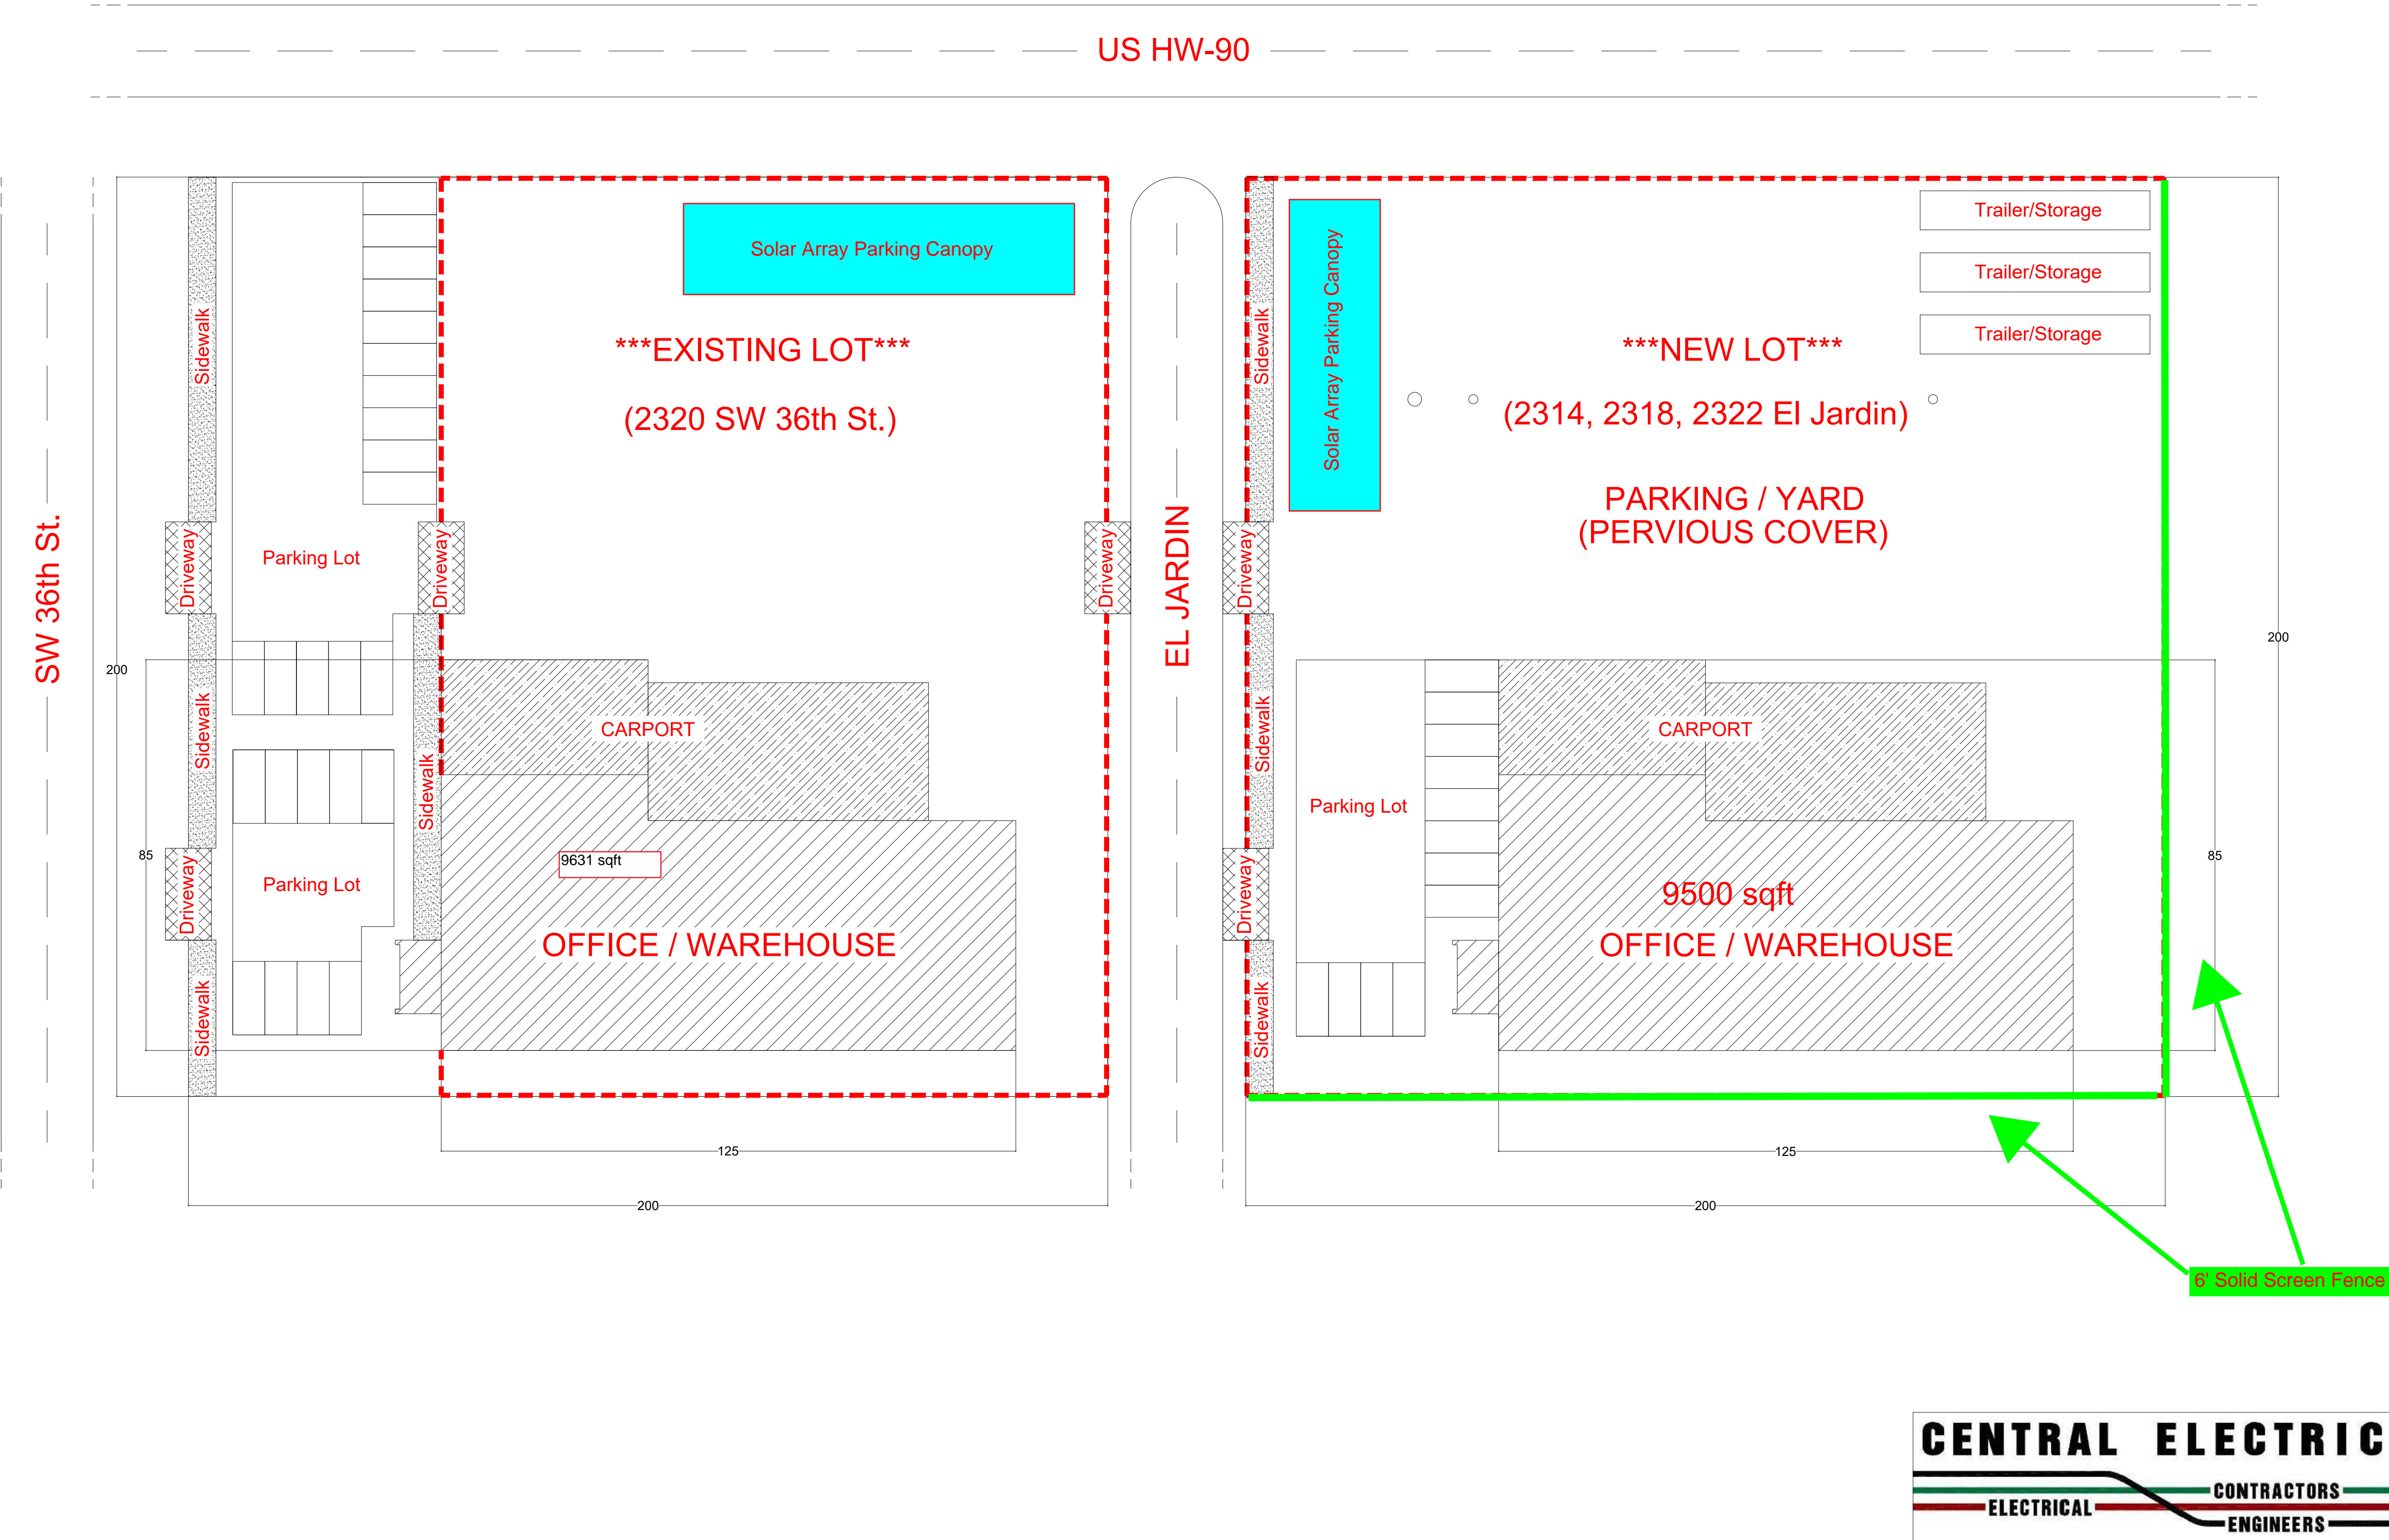 US HW-90
SW 36th St.
200
85
Sidewalk
Driveway
Sidewalk
Driveway
Sidewalk
Parking Lot
Parking Lot
Driveway
Sidewalk
Solar Array Parking Canopy
***EXISTING LOT***
(2320 SW 36th St.)
CARPORT
9631 sqft
OFFICE / WAREHOUSE
125
200
Driveway
EL JARDIN
Sidewalk
Driveway
Sidewalk
Driveway
Sidewalk
Solar Array Parking Canopy
Trailer/Storage
Trailer/Storage
Trailer/Storage
***NEW LOT***
(2314, 2318, 2322 El Jardin)
PARKING / YARD
(PERVIOUS COVER)
Parking Lot
CARPORT
9500 sqft
OFFICE / WAREHOUSE
125
200
200
85
6' Solid Screen Fence
CENTRAL ELECTRIC
CONTRACTORS
ELECTRICAL
ENGINEERS